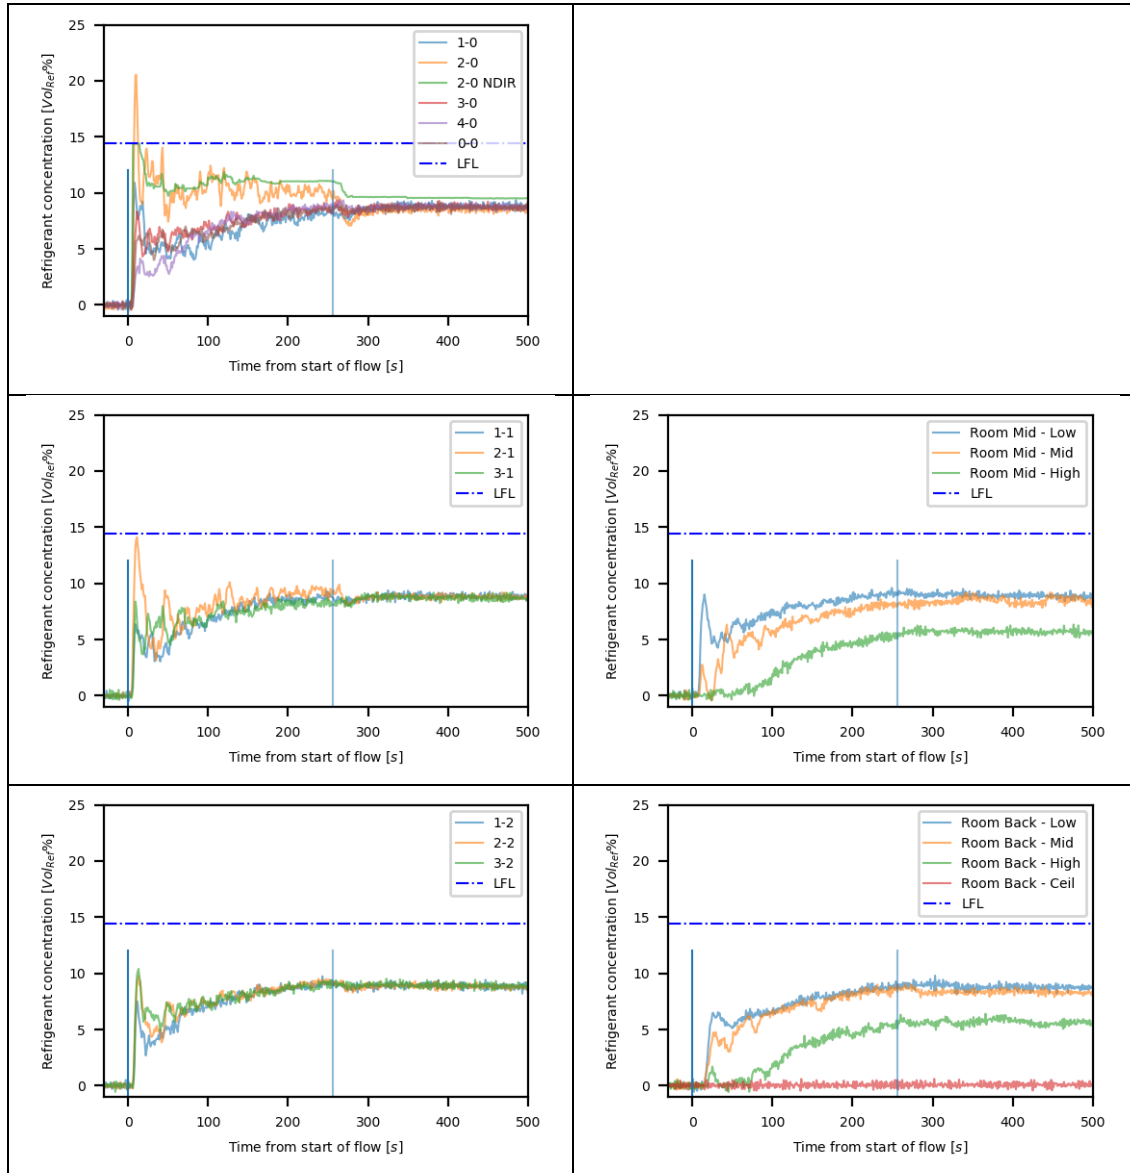 25
20
15
10
5
0
Refrigerant concentration [Vol_Ref%]
1-0
2-0
2-0 NDIR
3-0
4-0
0-0
LFL
0 100 200 300 400 500
Time from start of flow [s]
25
20
15
10
5
0
Refrigerant concentration [Vol_Ref%]
1-1
2-1
3-1
LFL
0 100 200 300 400 500
Time from start of flow [s]
25
20
15
10
5
0
Refrigerant concentration [Vol_Ref%]
Room Mid - Low
Room Mid - Mid
Room Mid - High
LFL
0 100 200 300 400 500
Time from start of flow [s]
25
20
15
10
5
0
Refrigerant concentration [Vol_Ref%]
1-2
2-2
3-2
LFL
0 100 200 300 400 500
Time from start of flow [s]
25
20
15
10
5
0
Refrigerant concentration [Vol_Ref%]
Room Back - Low
Room Back - Mid
Room Back - High
Room Back - Ceil
LFL
0 100 200 300 400 500
Time from start of flow [s]